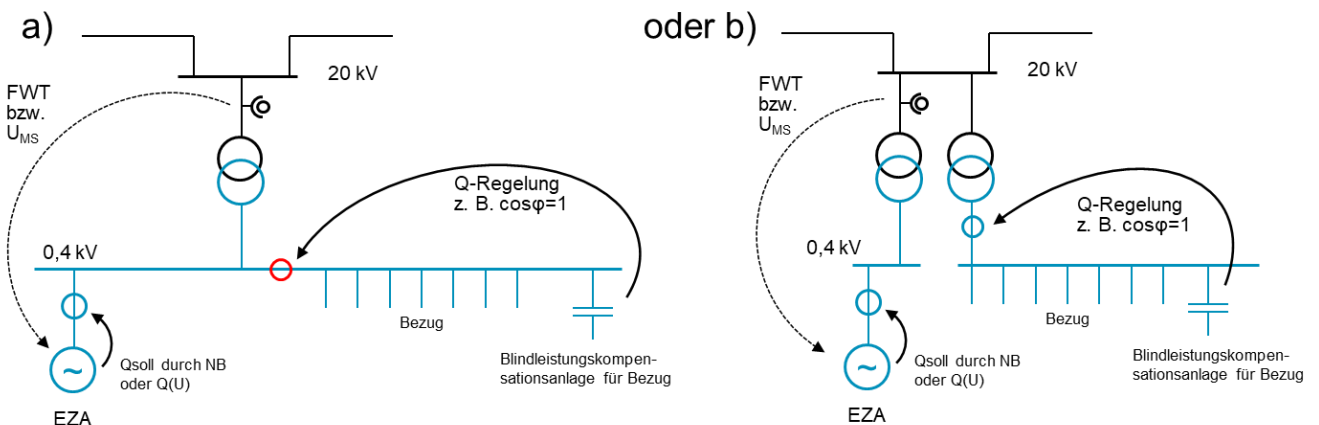 a)
20 kV
FWT
bzw.
UMS
Q-Regelung
z. B. cosφ=1
0,4 kV
Bezug
Qsoll durch NB
oder Q(U)
Blindleistungskompen-
sationsanlage für Bezug
~
EZA
oder b)
20 kV
FWT
bzw.
UMS
Q-Regelung
z. B. cosφ=1
0,4 kV
Bezug
Qsoll durch NB
oder Q(U)
Blindleistungskompen-
sationsanlage für Bezug
~
EZA